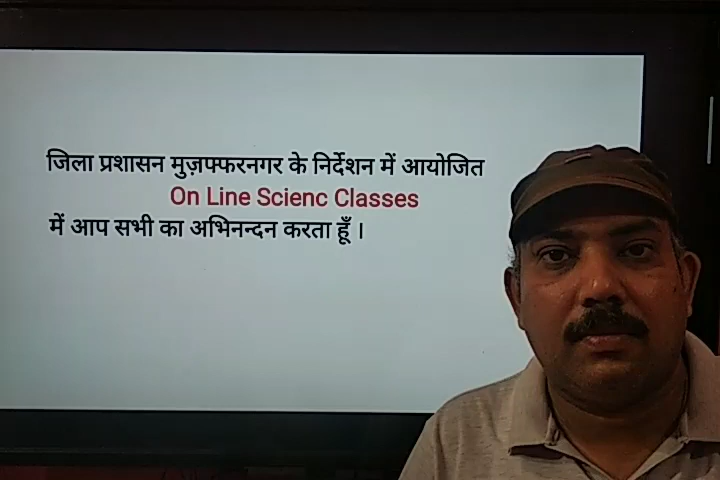 जिला प्रशासन मुज़फ्फरनगर के निर्देशन में आयोजित
On Line Scienc Classes
में आप सभी का अभिनन्दन करता हूँ ।